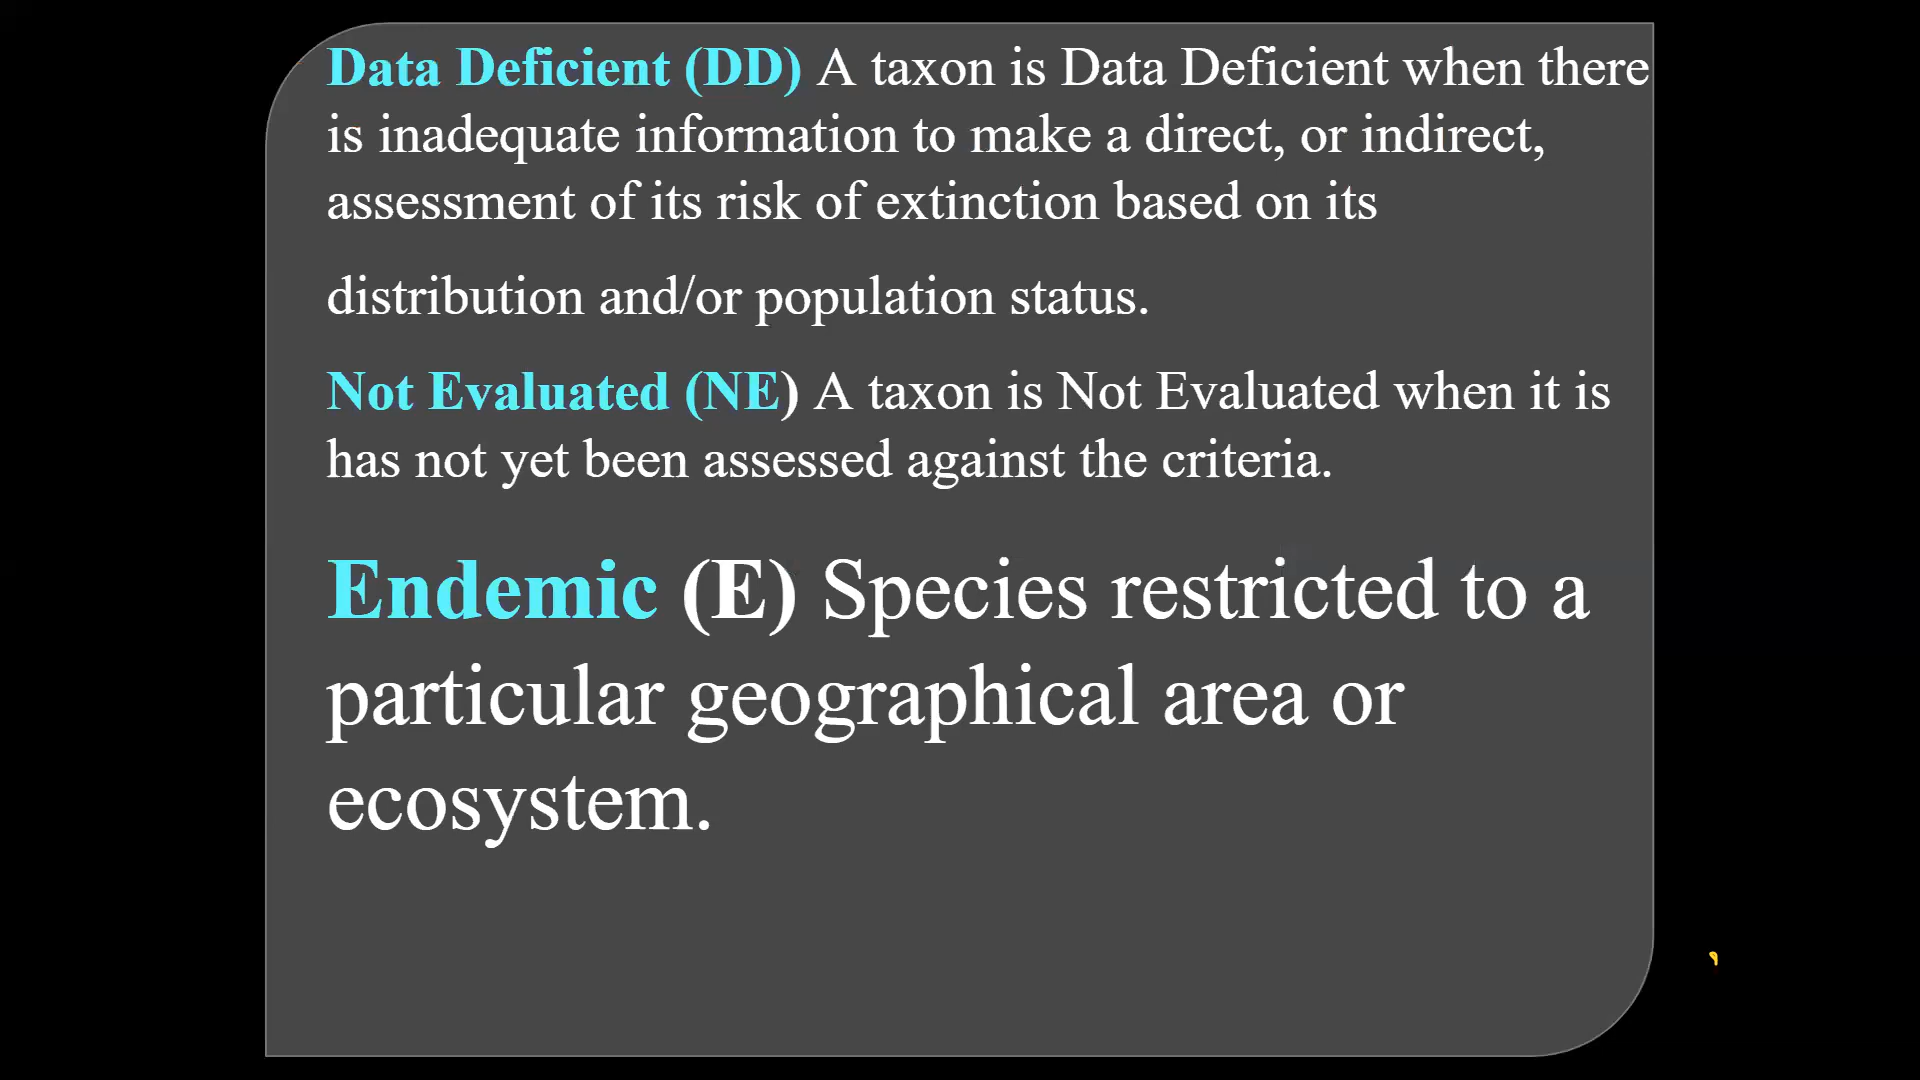 Data Deficient (DD) A taxon is Data Deficient when there
is inadequate information to make a direct, or indirect,
assessment of its risk of extinction based on its
distribution and/or population status.
Not Evaluated (NE) A taxon is Not Evaluated when it is
has not yet been assessed against the criteria.
Endemic (E) Species restricted to a
particular geographical area or
ecosystem.